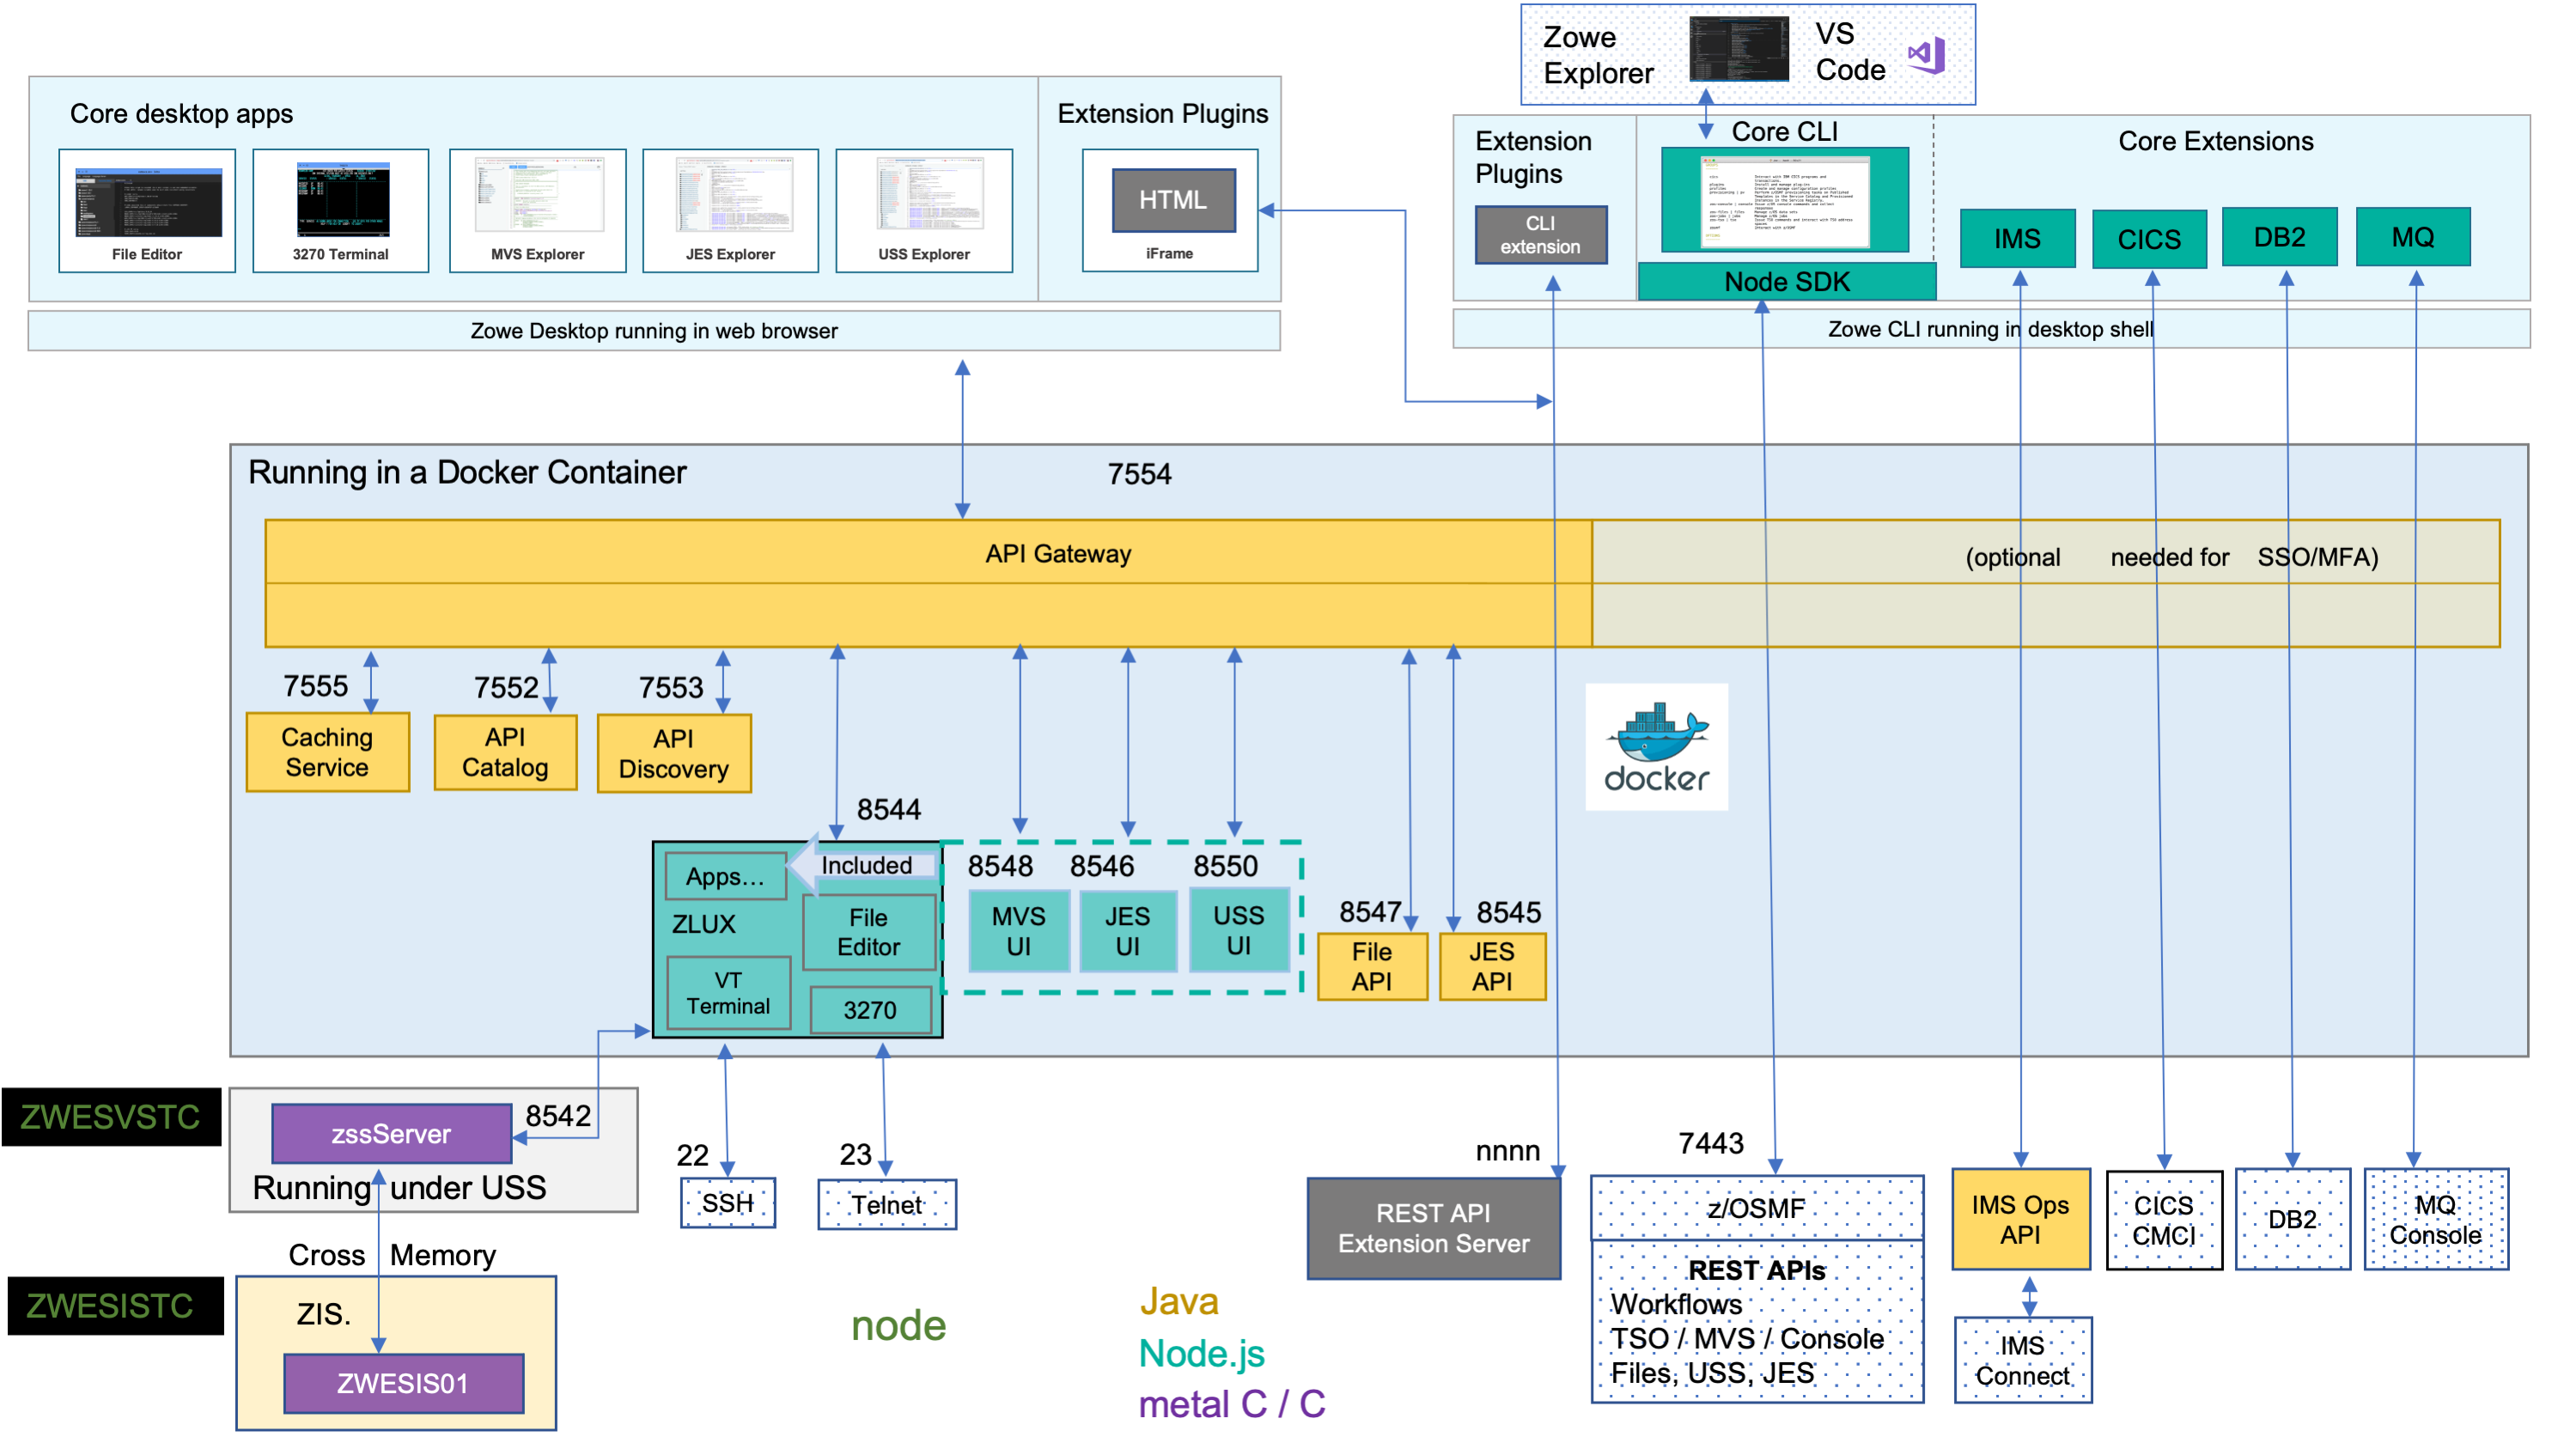 Zowe
Explorer
VS
Code
Core desktop apps
Extension Plugins
File Editor
3270 Terminal
MVS Explorer
JES Explorer
USS Explorer
HTML
iFrame
Zowe Desktop running in web browser
Extension
Plugins
CLI
extension
Core CLI
Node SDK
Core Extensions
IMS
CICS
DB2
MQ
Zowe CLI running in desktop shell
Running in a Docker Container
7554
API Gateway
(optional needed for SSO/MFA)
7555
7552
7553
Caching
Service
API
Catalog
API
Discovery
docker
8544
Apps...
Included
ZLUX
File
Editor
VT
Terminal
3270
8548
8546
8550
MVS
UI
JES
UI
USS
UI
8547
8545
File
API
JES
API
ZWESVSTC
zssServer
8542
Running under USS
22
SSH
23
Telnet
nnnn
REST API
Extension Server
7443
z/OSMF
REST APIs
Workflows
TSO / MVS / Console
Files, USS, JES
IMS Ops
API
CICS
CMCI
DB2
MQ
Console
IMS
Connect
Cross Memory
ZWESISTC
ZIS.
ZWESIS01
node
Java
Node.js
metal C / C